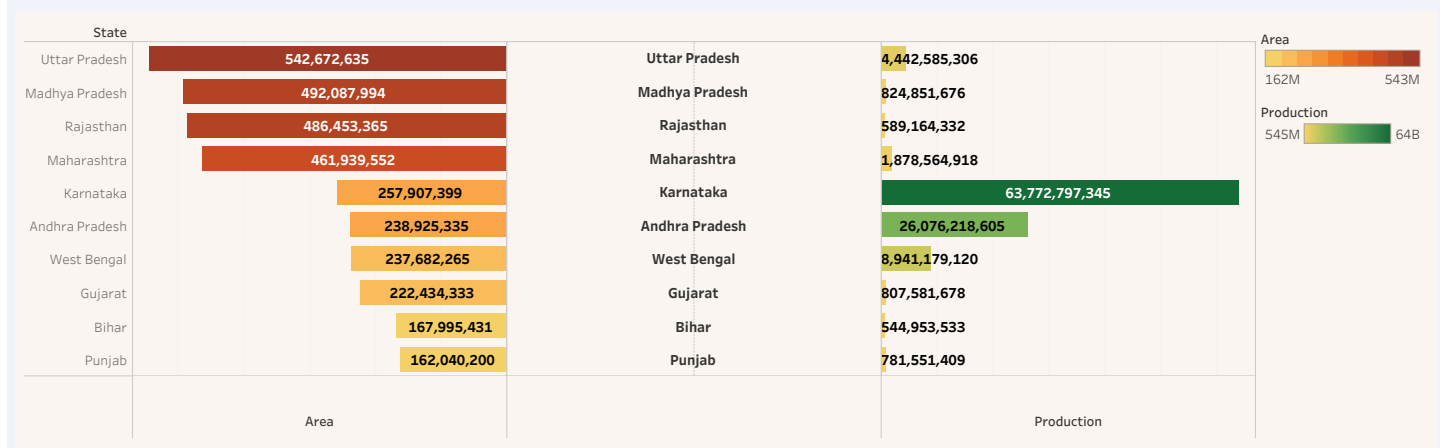 State
Uttar Pradesh 542,672,635 Uttar Pradesh 4,442,585,306
Madhya Pradesh 492,087,994 Madhya Pradesh 824,851,676
Rajasthan 486,453,365 Rajasthan 589,164,332
Maharashtra 461,939,552 Maharashtra 1,878,564,918
Karnataka 257,907,399 Karnataka 63,772,797,345
Andhra Pradesh 238,925,335 Andhra Pradesh 26,076,218,605
West Bengal 237,682,265 West Bengal 8,941,179,120
Gujarat 222,434,333 Gujarat 807,581,678
Bihar 167,995,431 Bihar 544,953,533
Punjab 162,040,200 Punjab 781,551,409
Area Production
Area
162M 543M
Production
545M 64B